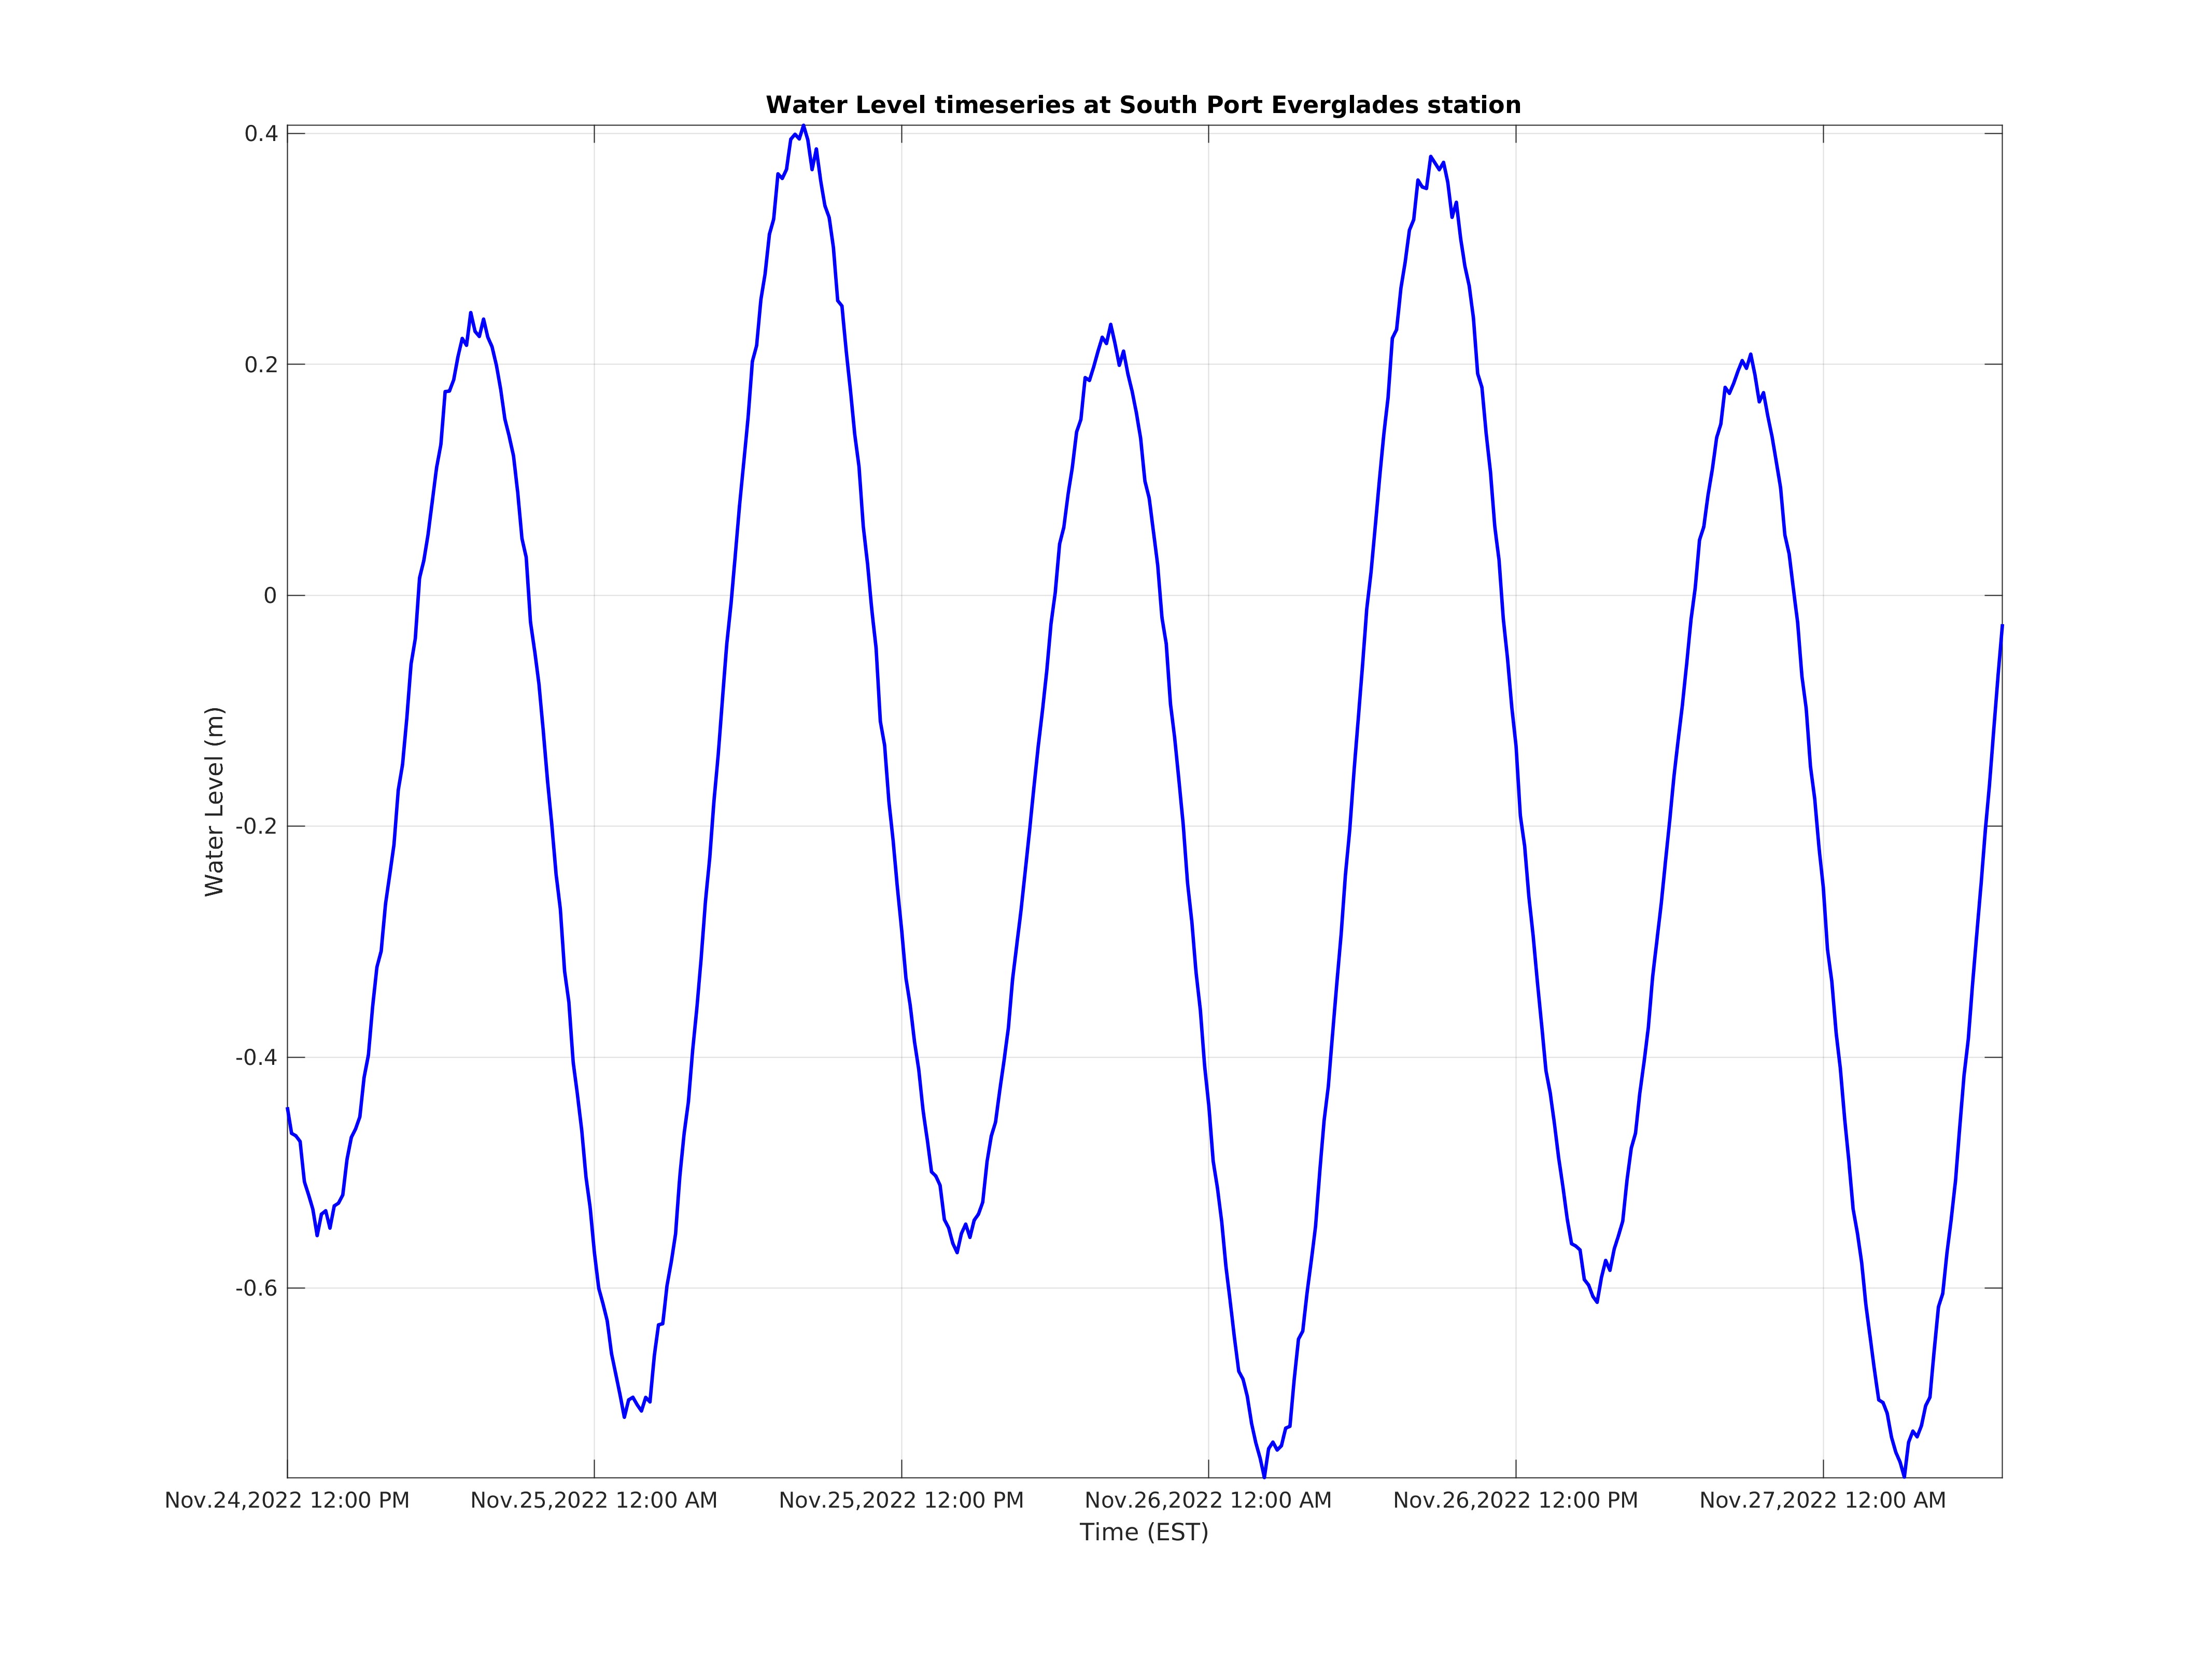 Water Level timeseries at South Port Everglades station
0.4
0.2
0
-0.2
-0.4
-0.6
Water Level (m)
Nov.24,2022 12:00 PM
Nov.25,2022 12:00 AM
Nov.25,2022 12:00 PM
Nov.26,2022 12:00 AM
Nov.26,2022 12:00 PM
Nov.27,2022 12:00 AM
Time (EST)